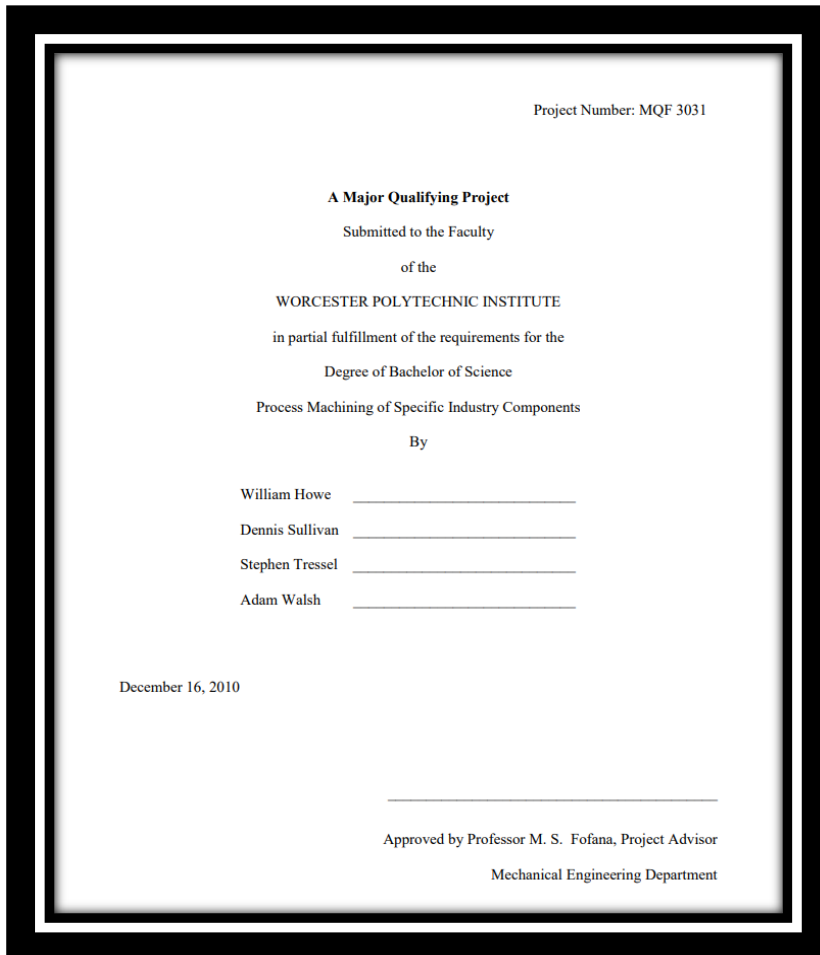 Project Number: MQF 3031
A Major Qualifying Project
Submitted to the Faculty
of the
WORCESTER POLYTECHNIC INSTITUTE
in partial fulfillment of the requirements for the
Degree of Bachelor of Science
Process Machining of Specific Industry Components
By
William Howe
Dennis Sullivan
Stephen Tressel
Adam Walsh
December 16, 2010
Approved by Professor M. S. Fofana, Project Advisor
Mechanical Engineering Department